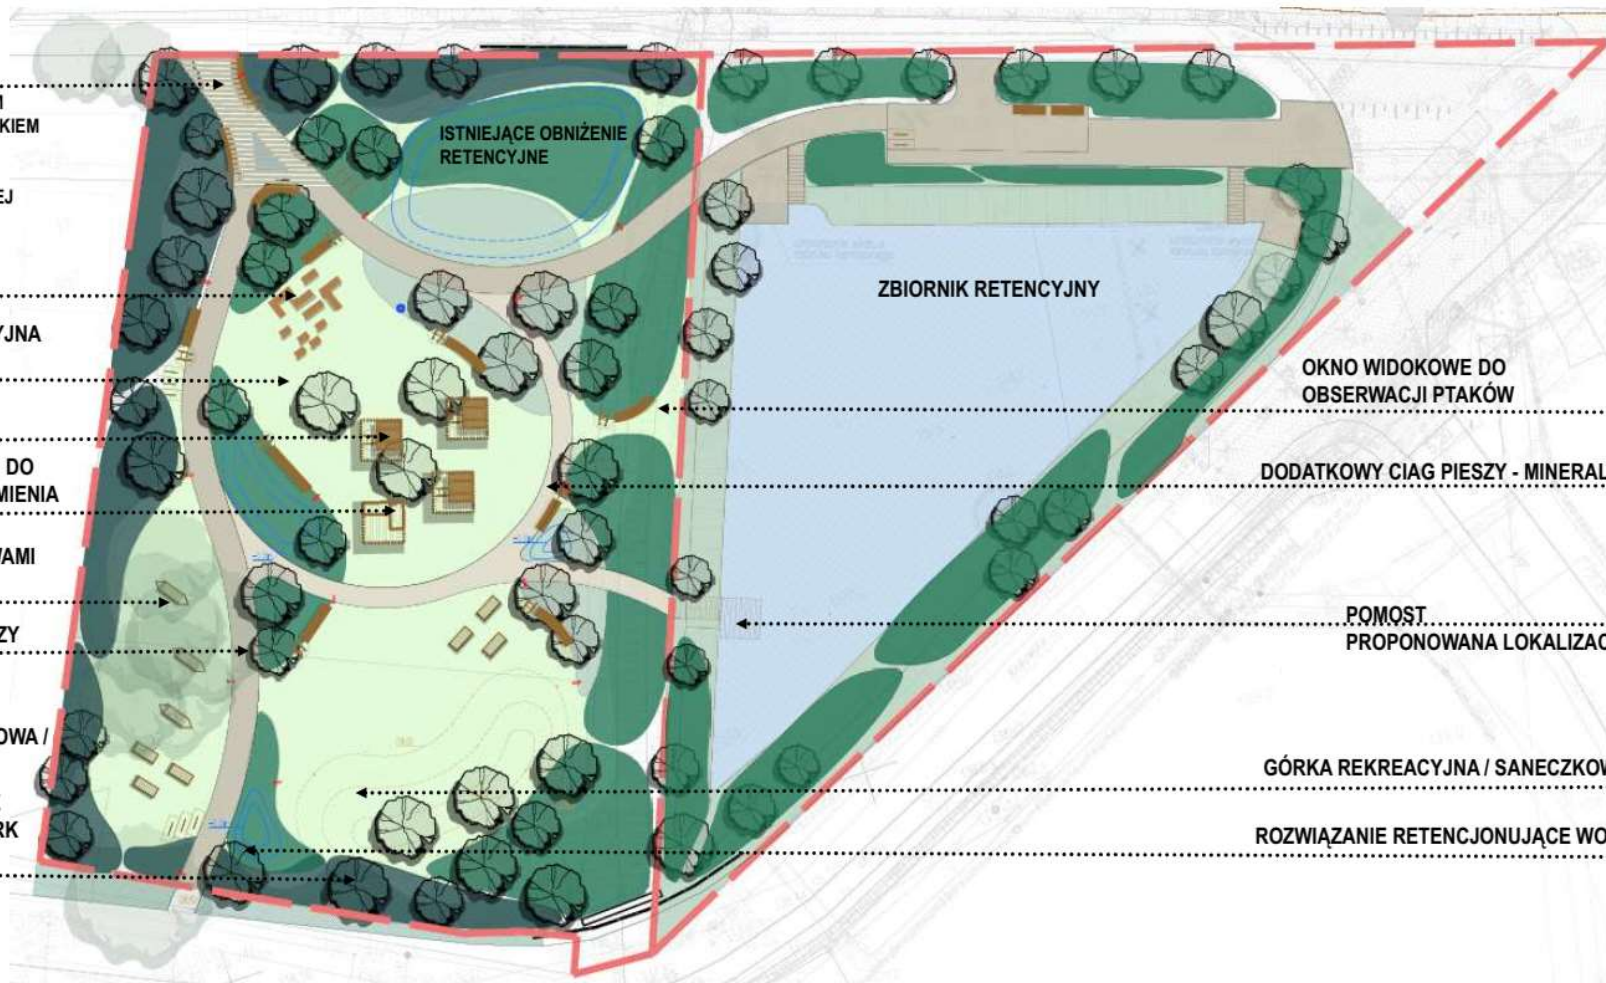 KIEM
EJ
YJNA
DO
MIENIA
WAMI
ZY
OWA /
RK
ISTNIEJĄCE OBNIŻENIE
RETENCYJNE
ZBIORNIK RETENCYJNY
OKNO WIDOKOWE DO
OBSERWACJI PTAKÓW
DODATKOWY CIAG PIESZY - MINERAL
POMOST
PROPONOWANA LOKALIZAC
GÓRKA REKREACYJNA / SANECZKOW
ROZWIĄZANIE RETENCJONUJĄCE WO